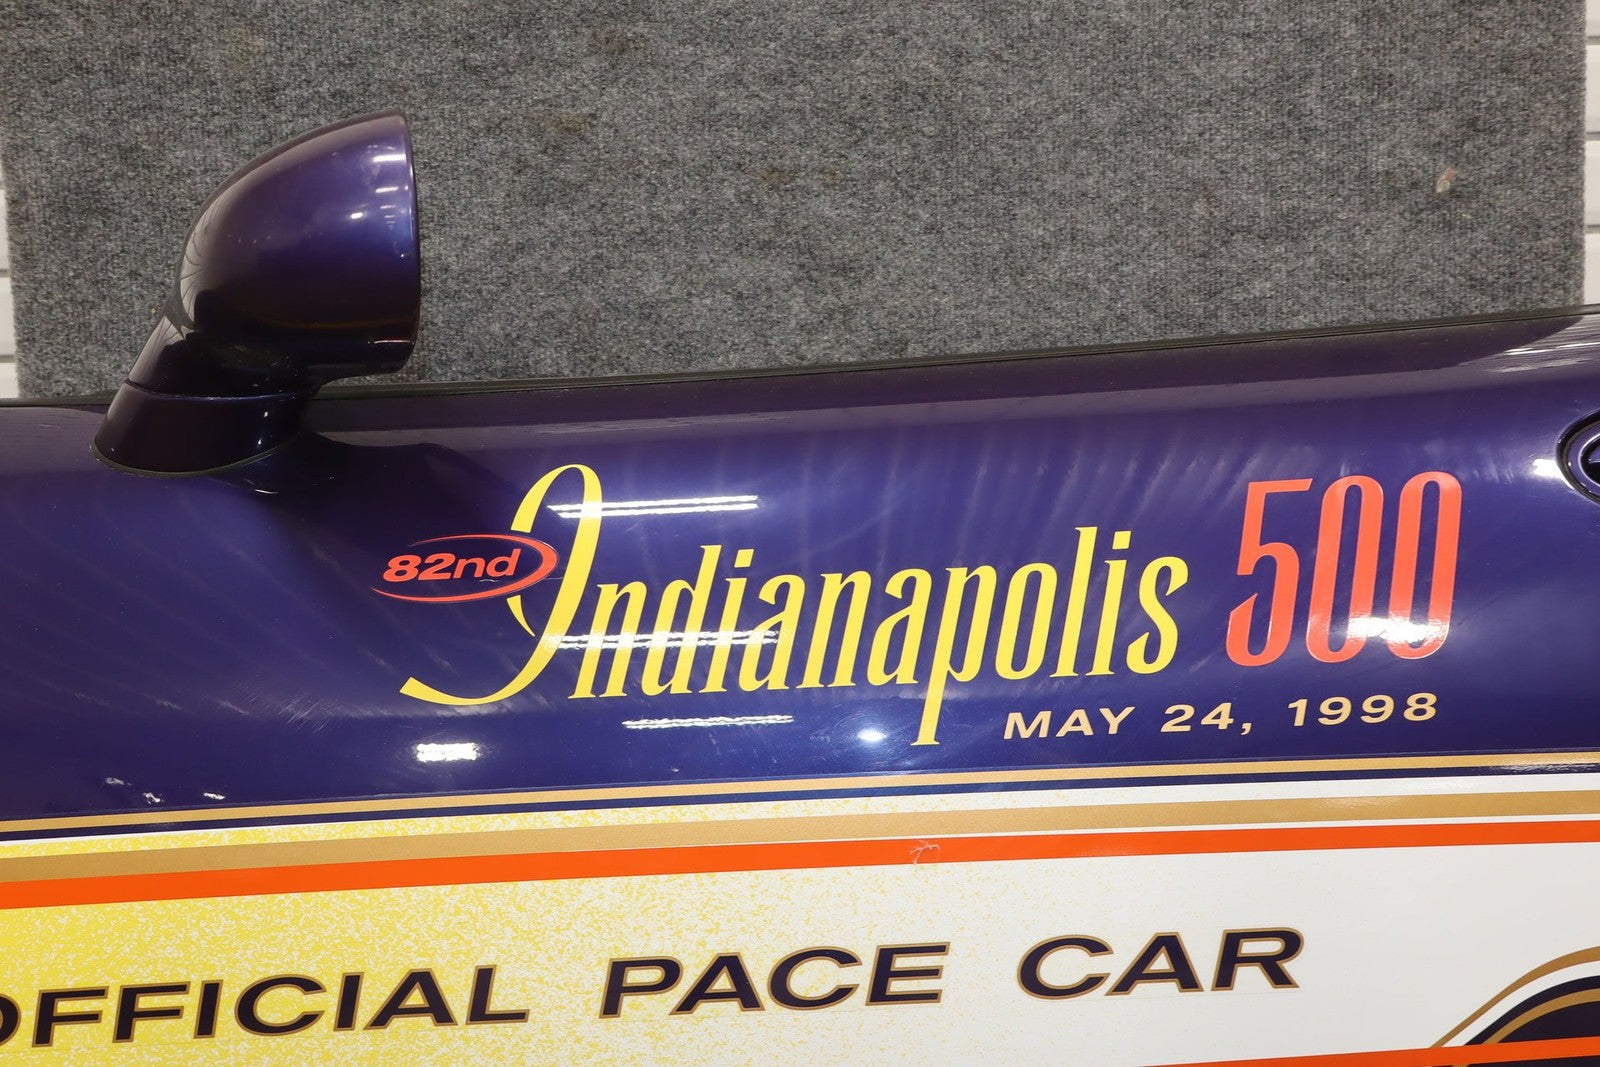 82nd Indianapolis 500
MAY 24, 1998
OFFICIAL PACE CAR